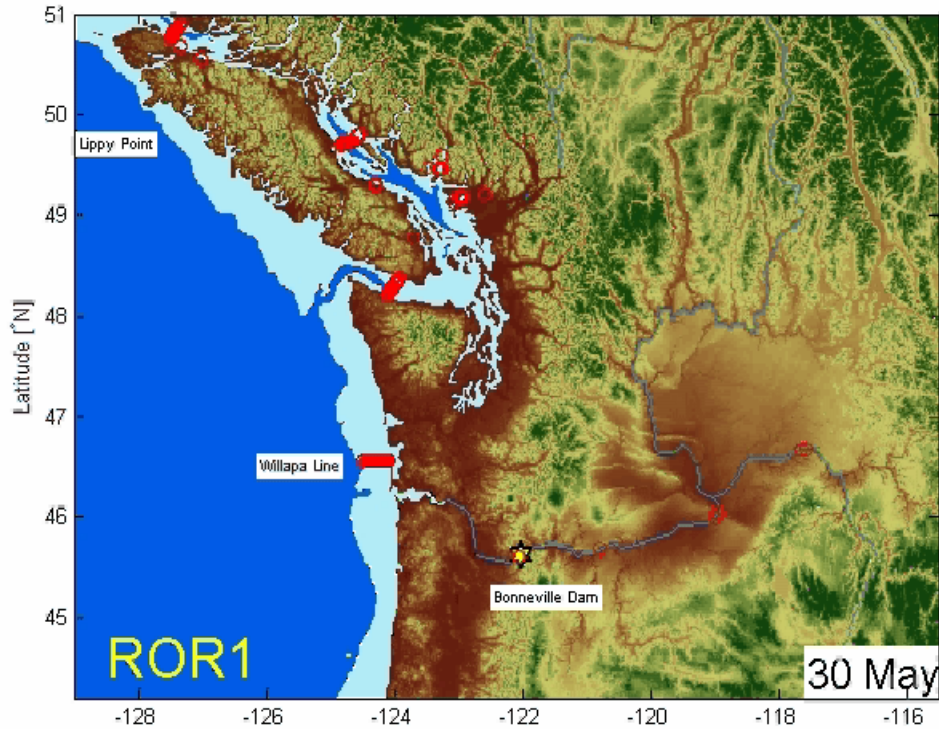 51
50
Lippy Point
49
48
Latitude [°N]
47
Willapa Line
46
Bonneville Dam
45
ROR1
30 May
-128
-126
-124
-122
-120
-118
-116